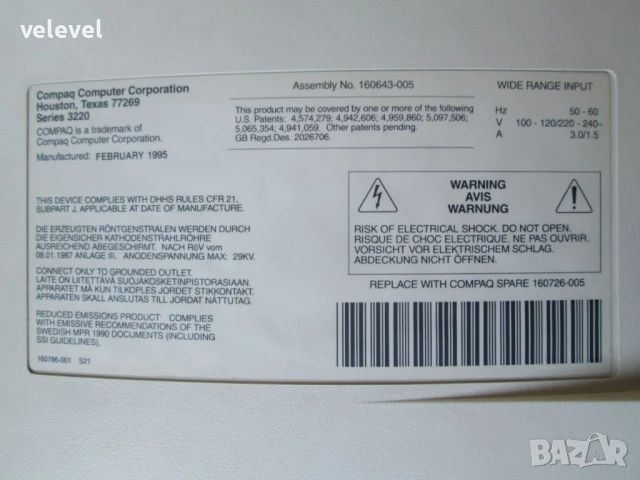 velevel
Compaq Computer Corporation
Houston, Texas 77269
Series 3220
COMPAQ is a trademark of
Compaq Computer Corporation.
Manufactured: FEBRUARY 1995
Assembly No. 160643-005
This product may be covered by one or more of the following
U.S. Patents: 4,574,279; 4,942,606; 4,959,860; 5,097,506;
5,065,354; 4,941,059. Other patents pending.
GB Regd.Des. 2026706.
WIDE RANGE INPUT
Hz 50 - 60
V 100 - 120/220 - 240~
A 3.0/1.5
THIS DEVICE COMPLIES WITH DHHS RULES CFR 21,
SUBPART J, APPLICABLE AT DATE OF MANUFACTURE.
DIE ERZEUGTEN RÖNTGENSTRALEN WERDEN DURCH
DIE EIGENSICHER KATHODENSTRAHLRÖHRE
AUSREICHEND ABGESCHIRMT. NACH RöV vom
08.01.1987 ANLAGE III. ANODENSPANNUNG MAX: 29KV.
CONNECT ONLY TO GROUNDED OUTLET.
LAITE ON LIITETTÄVÄ SUOJAKOSKETINPISTORASIAAN.
APPARATET MÅ KUN TILKOPLES JORDET STIKKONTAKT.
APPARATEN SKALL ANSLUTAS TILL JORDAT NÄTTUTAG.
REDUCED EMISSIONS PRODUCT: COMPLIES
WITH EMISSIVE RECOMMENDATIONS OF THE
SWEDISH MPR 1990 DOCUMENTS (INCLUDING
SSI GUIDELINES),
160786-001 S21
WARNING
AVIS
WARNUNG
RISK OF ELECTRICAL SHOCK. DO NOT OPEN.
RISQUE DE CHOC ELECTRIQUE. NE PAS OUVRIR.
VORSICHT VOR ELEKTRISCHEM SCHLAG.
ABDECKUNG NICHT OFFENEN.
REPLACE WITH COMPAQ SPARE 160726-005
BAZAR